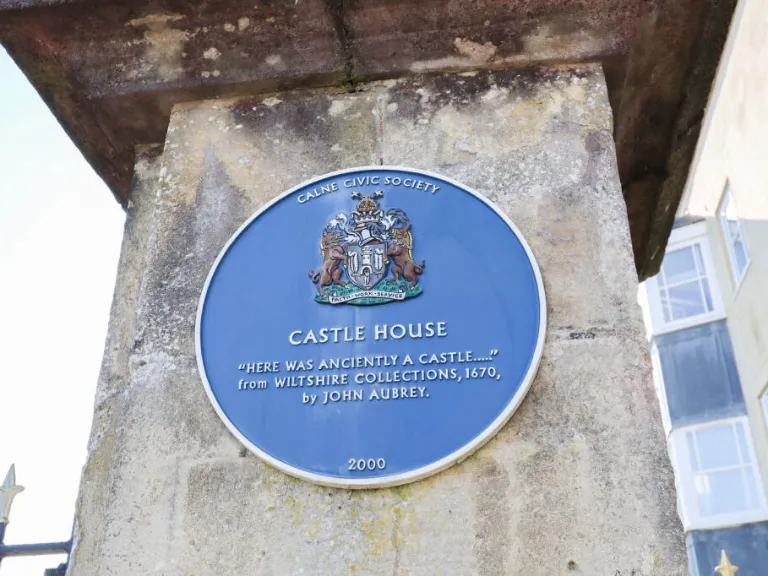 CALNE CIVIC SOCIETY
FAITH · WORK · SERVICE
CASTLE HOUSE
"HERE WAS ANCIENTLY A CASTLE....."
from WILTSHIRE COLLECTIONS, 1670,
by JOHN AUBREY.
2000